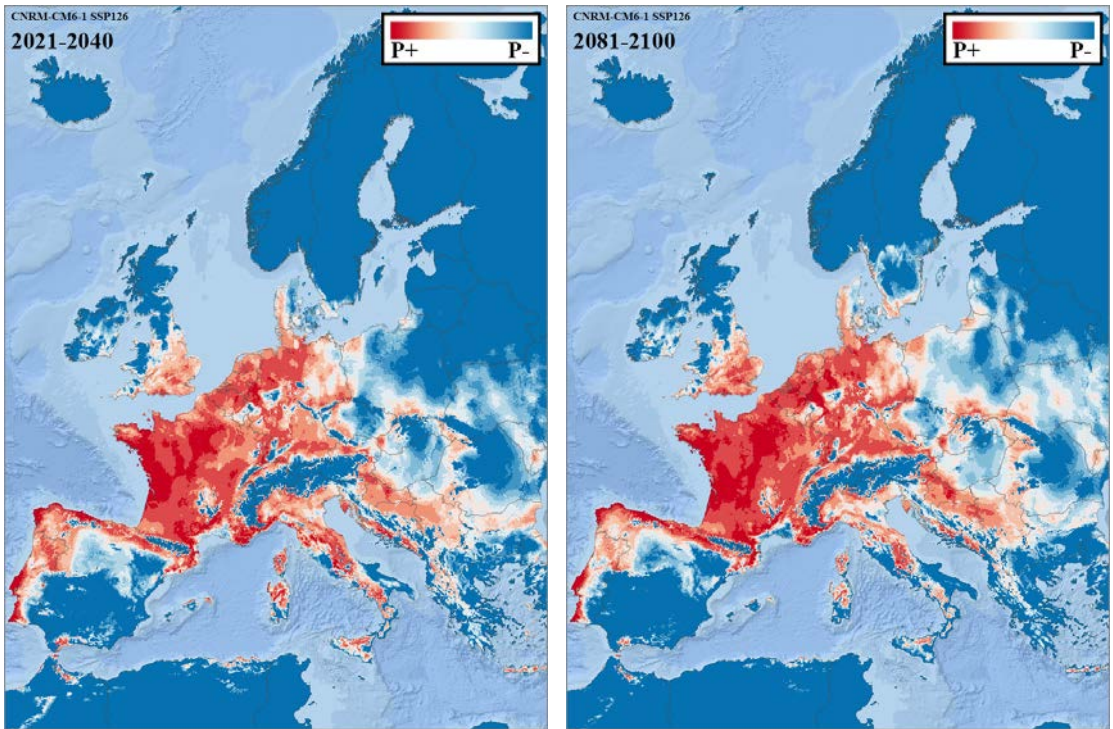 CNRM-CM6-1 SSP126
2021-2040
P+ P-
CNRM-CM6-1 SSP126
2081-2100
P+ P-